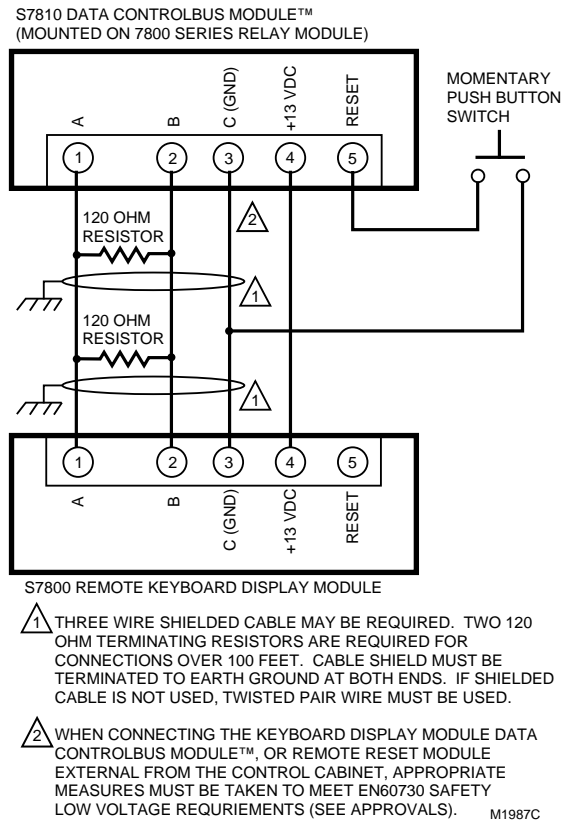 S7810 DATA CONTROLBUS MODULE™
(MOUNTED ON 7800 SERIES RELAY MODULE)
MOMENTARY
PUSH BUTTON
SWITCH
A
B
C (GND)
+13 VDC
RESET
1
2
3
4
5
120 OHM
RESISTOR
2
1
120 OHM
RESISTOR
1
1
2
3
4
5
A
B
C (GND)
+13 VDC
RESET
S7800 REMOTE KEYBOARD DISPLAY MODULE
1 THREE WIRE SHIELDED CABLE MAY BE REQUIRED. TWO 120
OHM TERMINATING RESISTORS ARE REQUIRED FOR
CONNECTIONS OVER 100 FEET. CABLE SHIELD MUST BE
TERMINATED TO EARTH GROUND AT BOTH ENDS. IF SHIELDED
CABLE IS NOT USED, TWISTED PAIR WIRE MUST BE USED.
2 WHEN CONNECTING THE KEYBOARD DISPLAY MODULE DATA
CONTROLBUS MODULE™, OR REMOTE RESET MODULE
EXTERNAL FROM THE CONTROL CABINET, APPROPRIATE
MEASURES MUST BE TAKEN TO MEET EN60730 SAFETY
LOW VOLTAGE REQURIEMENTS (SEE APPROVALS).
M1987C